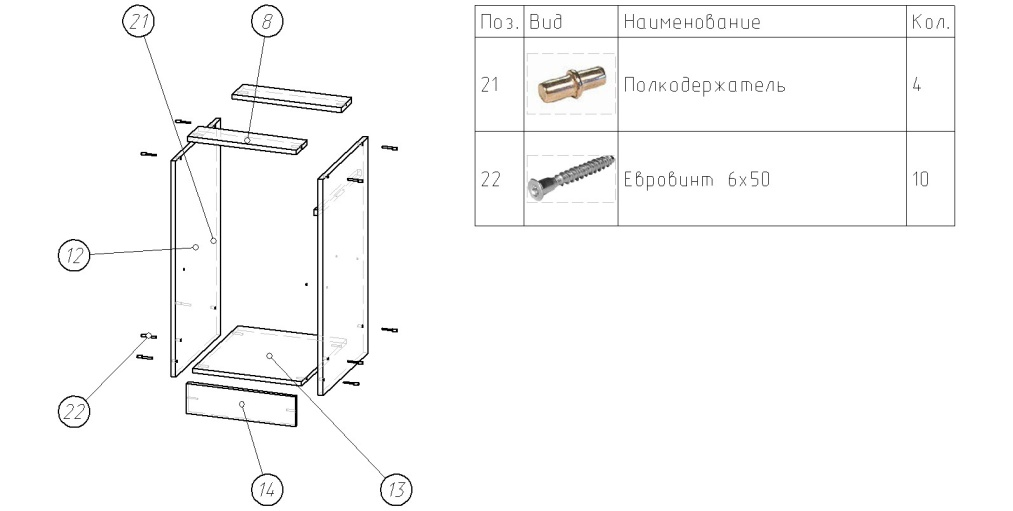 21 8
Поз. Вид Наименование Кол.
21 Полкодержатель 4
22 Евровинт 6х50 10
12
22
14 13